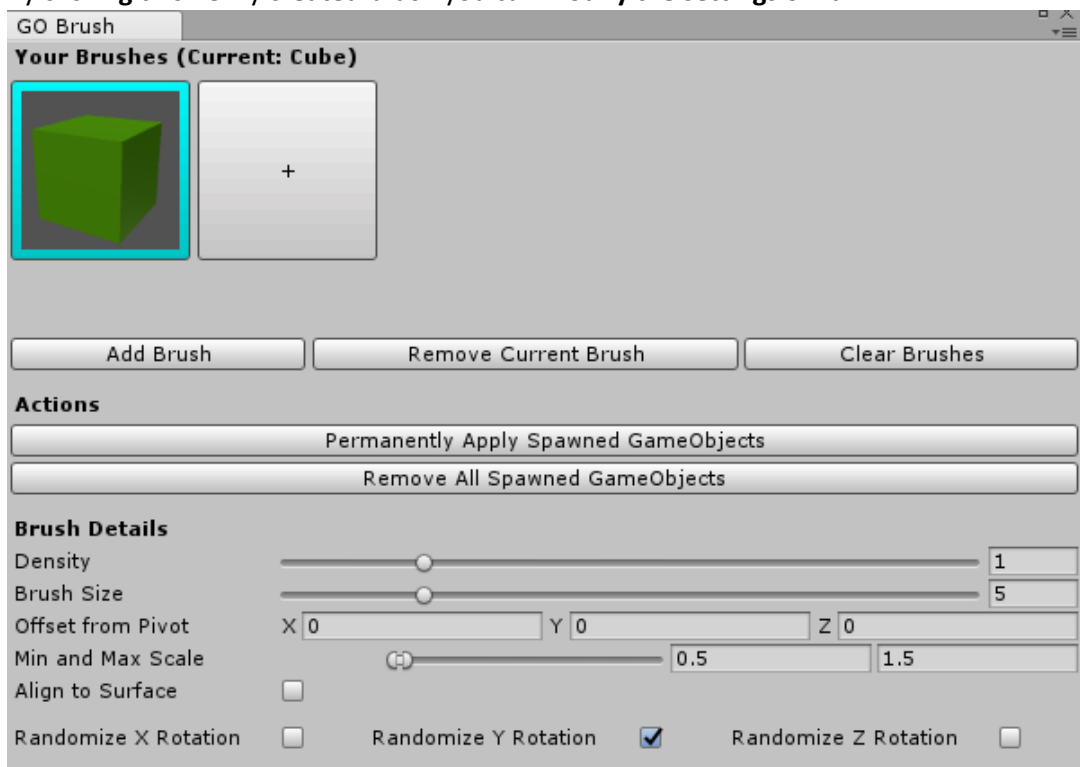 GO Brush
Your Brushes (Current: Cube)
+
Add Brush Remove Current Brush Clear Brushes
Actions
Permanently Apply Spawned GameObjects
Remove All Spawned GameObjects
Brush Details
Density 1
Brush Size 5
Offset from Pivot X 0 Y 0 Z 0
Min and Max Scale 0.5 1.5
Align to Surface
Randomize X Rotation Randomize Y Rotation Randomize Z Rotation